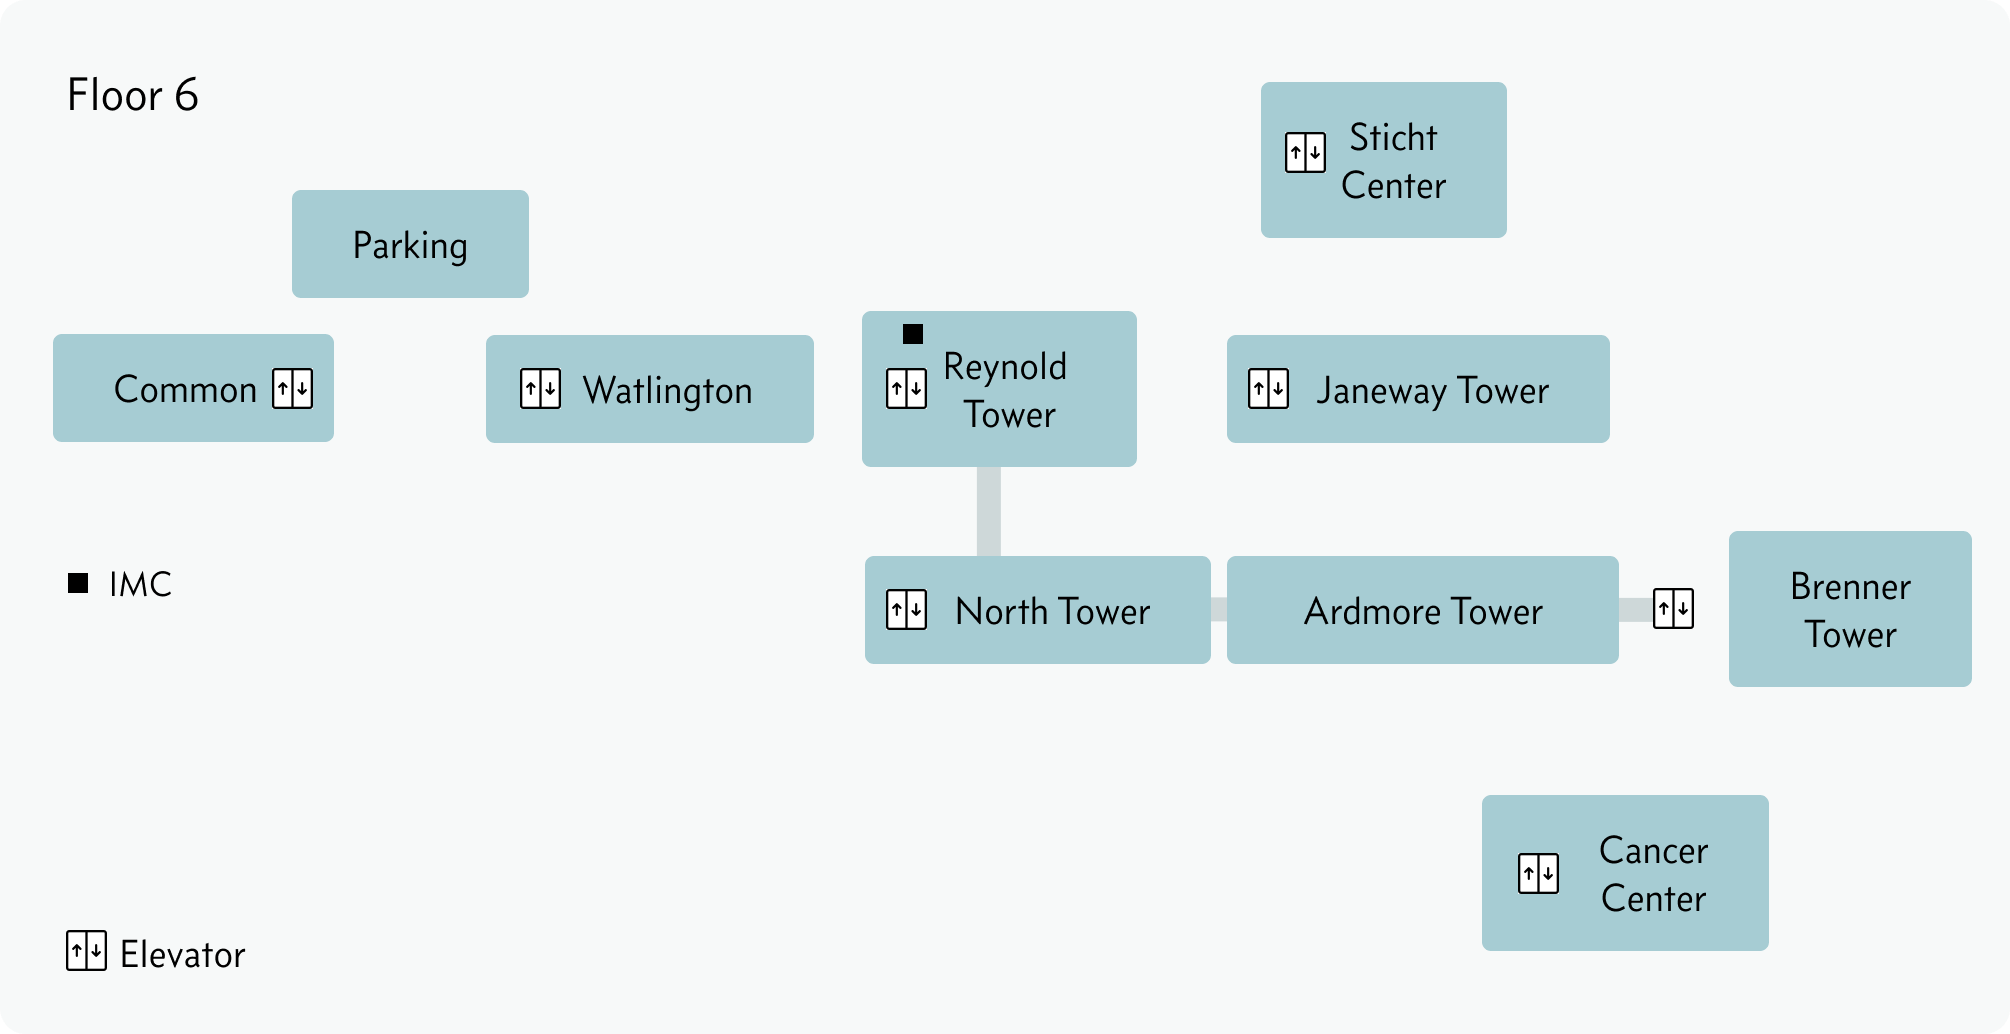 Floor 6
Sticht
Center
Parking
Common
Watlington
Reynold
Tower
Janeway Tower
IMC
North Tower
Ardmore Tower
Brenner
Tower
Cancer
Center
Elevator